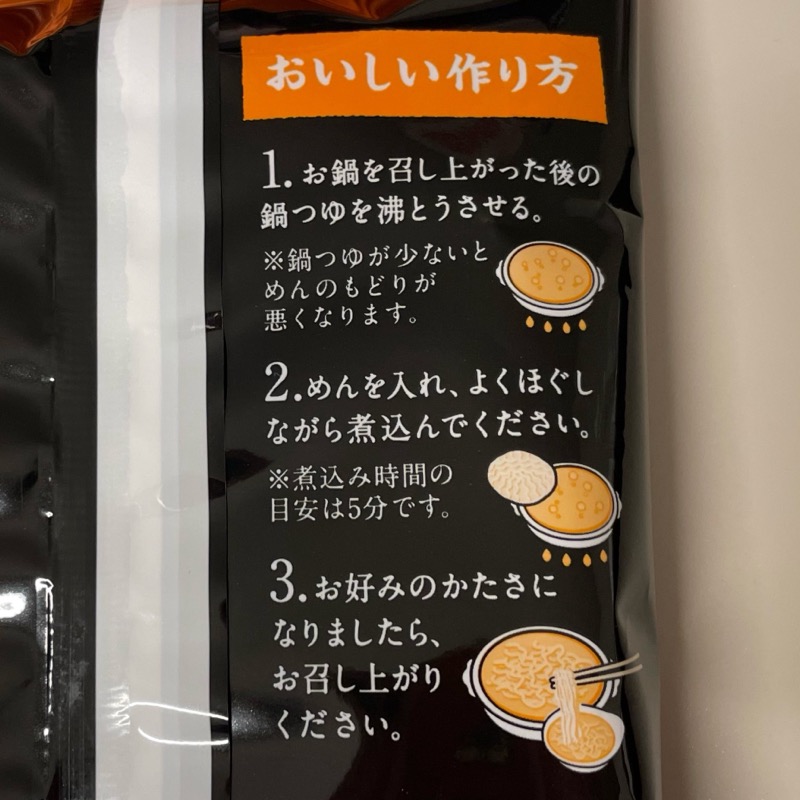 おいしい作り方
1.お鍋を召し上がった後の
鍋つゆを沸とうさせる。
※鍋つゆが少ないと
めんのもどりが
悪くなります。
2.めんを入れ、よくほぐし
ながら煮込んでください。
※煮込み時間の
目安は5分です。
3.お好みのかたさに
なりましたら、
お召し上がり
ください。